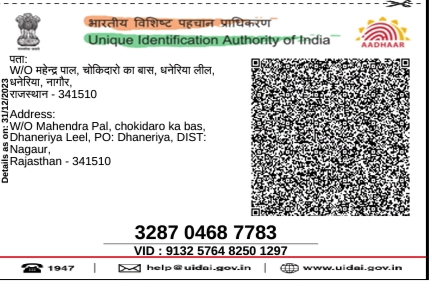 भारतीय विशिष्ट पहचान प्राधिकरण
Unique Identification Authority of India
AADHAAR
पता:
W/O महेन्द्र पाल, चोकिदारो का बास, धनेरिया लील,
धनेरिया, नागौर,
राजस्थान - 341510
Address:
W/O Mahendra Pal, chokidaro ka bas,
Dhaneriya Leel, PO: Dhaneriya, DIST:
Nagaur,
Rajasthan - 341510
Details as on: 31/12/2023
3287 0468 7783
VID : 9132 5764 8250 1297
1947 | help@uidai.gov.in | www.uidai.gov.in